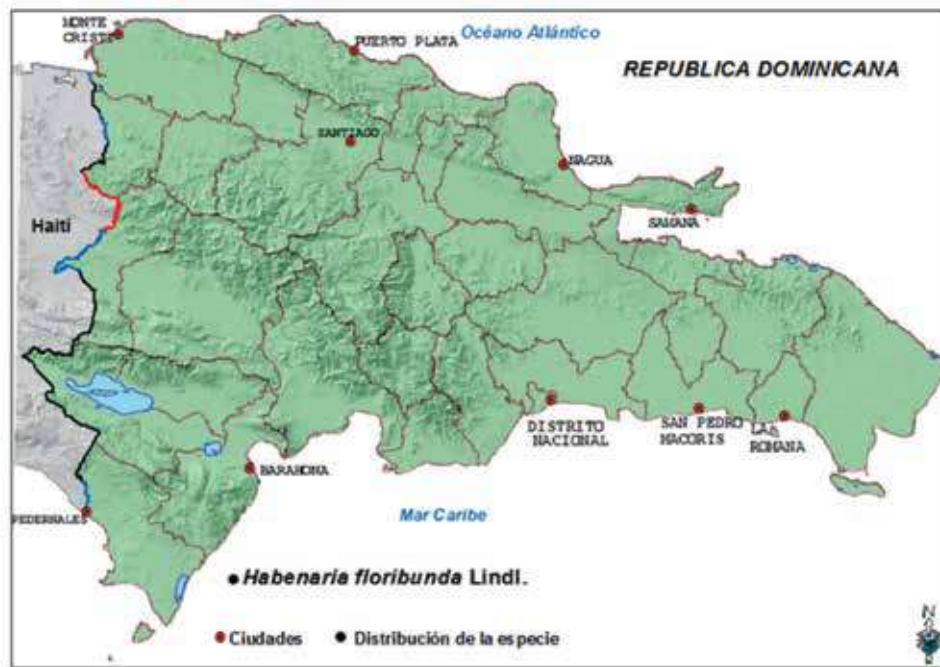 MONTE
CRISTI
PUERTO PLATA
Océano Atlántico
REPUBLICA DOMINICANA
SANTIAGO
NAGUA
SAMANA
Haití
DISTRITO
NACIONAL
SAN PEDRO
MACORIS
LA
ROMANA
BARAHONA
PEDERNALES
Mar Caribe
Habenaria floribunda Lindl.
Ciudades
Distribución de la especie
N